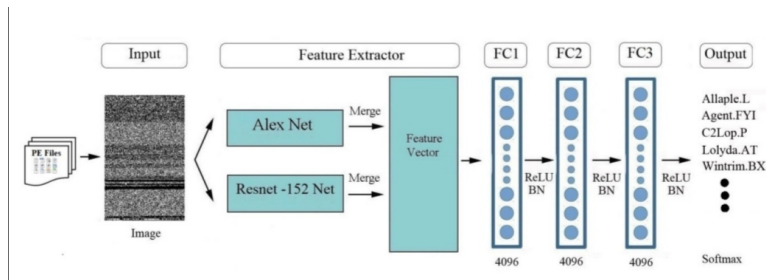 Input
Feature Extractor
FC1
FC2
FC3
Output
PE Files
Image
Alex Net
Resnet -152 Net
Merge
Merge
Feature
Vector
ReLU
BN
ReLU
BN
ReLU
BN
4096
4096
4096
Allaple.L
Agent.FYI
C2Lop.P
Lolyda.AT
Wintrim.BX
Softmax